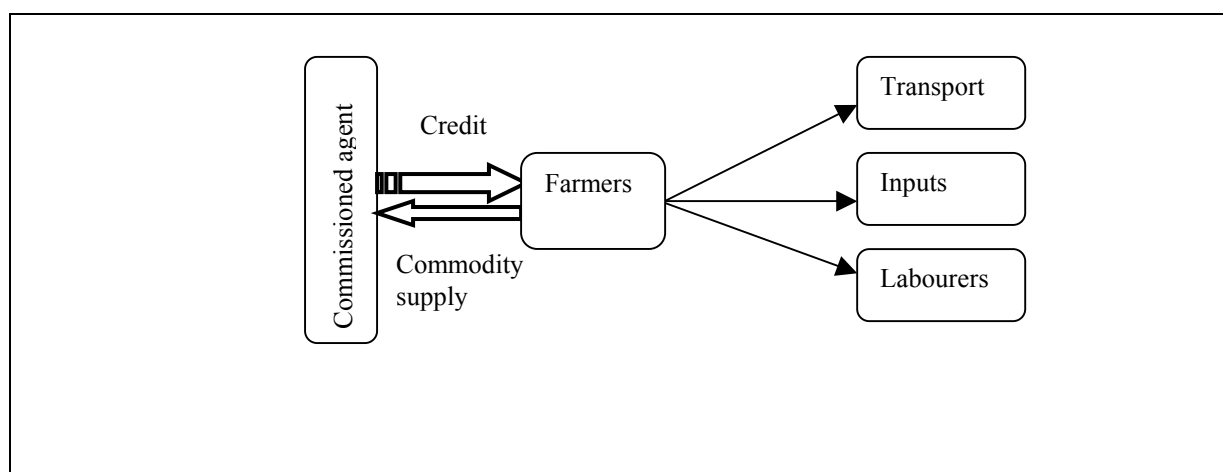 Commissioned agent
Credit
Commodity
supply
Farmers
Transport
Inputs
Labourers